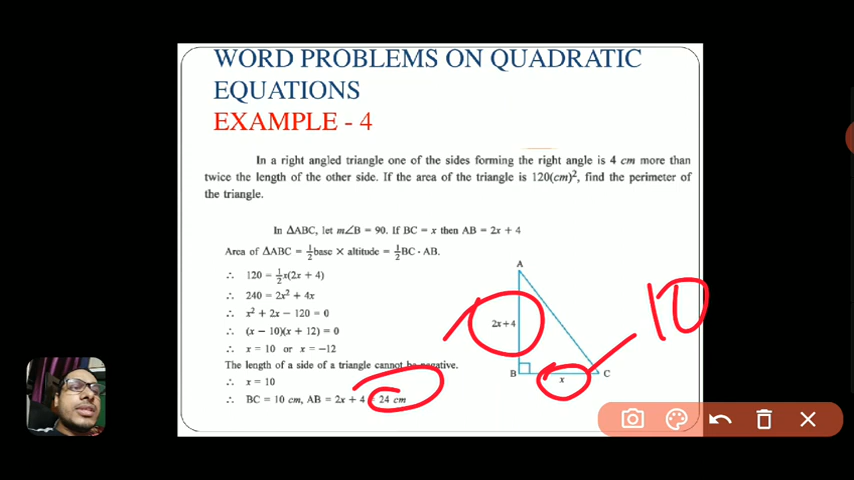 WORD PROBLEMS ON QUADRATIC
EQUATIONS
EXAMPLE - 4
In a right angled triangle one of the sides forming the right angle is 4 cm more than
twice the length of the other side. If the area of the triangle is 120(cm)², find the perimeter of
the triangle.
In ΔABC, let m∠B = 90. If BC = x then AB = 2x + 4
Area of ΔABC = ½base × altitude = ½BC · AB.
∴ 120 = ½x(2x + 4)
∴ 240 = 2x² + 4x
∴ x² + 2x − 120 = 0
∴ (x − 10)(x + 12) = 0
∴ x = 10 or x = −12
The length of a side of a triangle cannot be negative.
∴ x = 10
∴ BC = 10 cm, AB = 2x + 4 = 24 cm
A
2x+4
B
x
C
10